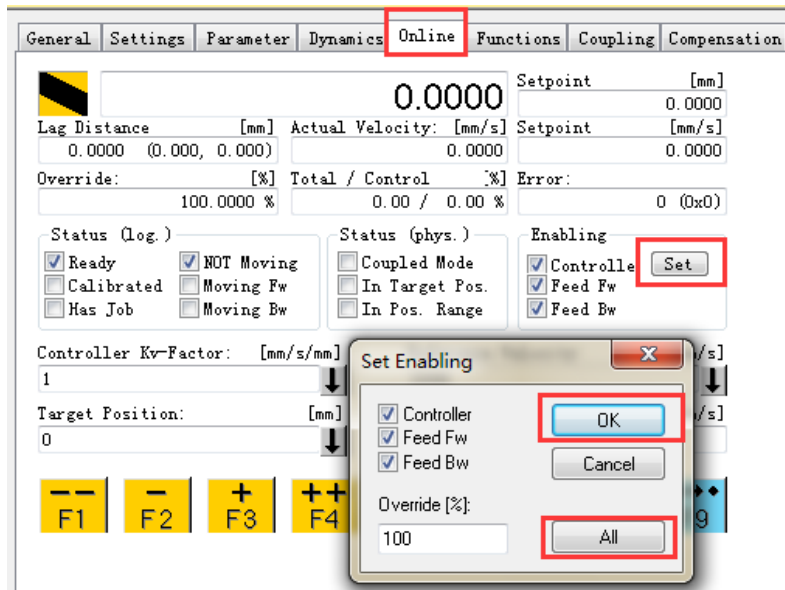 General Settings Parameter Dynamics Online Functions Coupling Compensation
0.0000 Setpoint [mm]
0.0000
Lag Distance [mm] Actual Velocity: [mm/s] Setpoint [mm/s]
0.0000 (0.000, 0.000) 0.0000 0.0000
Override: [%] Total / Control [%] Error:
100.0000 % 0.00 / 0.00 % 0 (0x0)
Status (log.) Status (phys.) Enabling
Ready NOT Moving Coupled Mode Controlle Set
Calibrated Moving Fw In Target Pos. Feed Fw
Has Job Moving Bw In Pos. Range Feed Bw
Controller Kv-Factor: [mm/s/mm] /s]
1
Target Position: [mm] /s]
0
-- - + ++
F1 F2 F3 F4 9
Set Enabling
Controller OK
Feed Fw
Feed Bw Cancel
Override [%]:
100 All